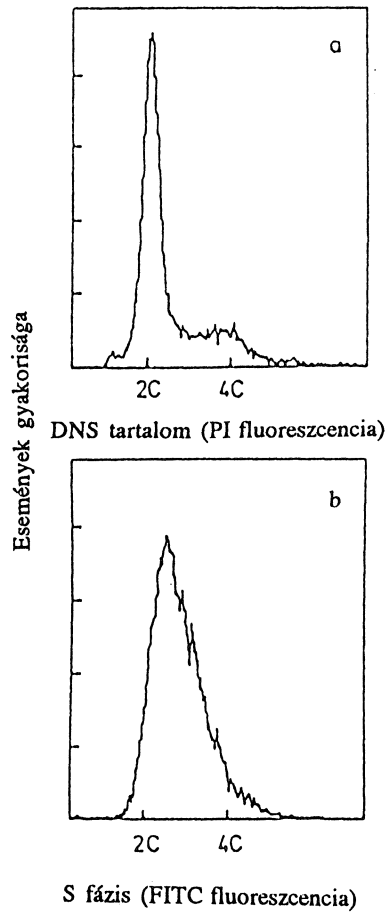 Események gyakorisága
a
2C 4C
DNS tartalom (PI fluoreszcencia)
b
2C 4C
S fázis (FITC fluoreszcencia)